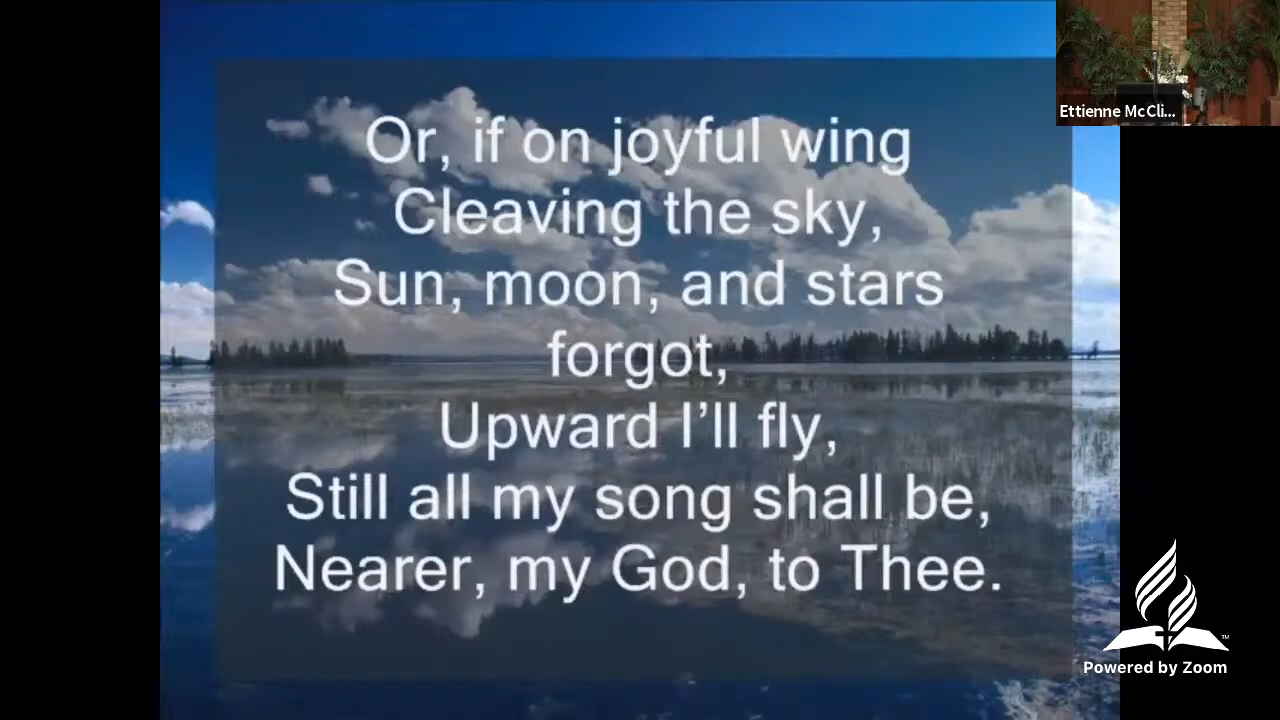 Ettienne McCli...
Or, if on joyful wing
Cleaving the sky,
Sun, moon, and stars
forgot,
Upward I’ll fly,
Still all my song shall be,
Nearer, my God, to Thee.
TM
Powered by Zoom